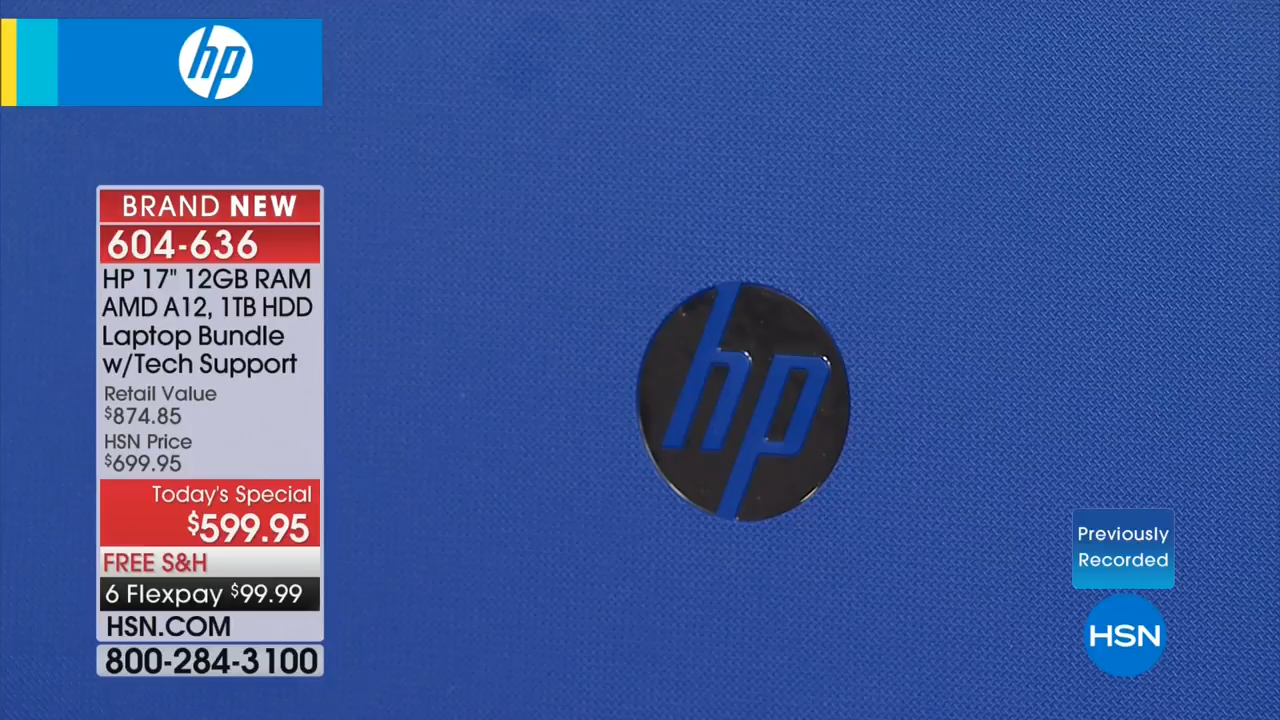 hp
BRAND NEW
604-636
HP 17" 12GB RAM
AMD A12, 1TB HDD
Laptop Bundle
w/Tech Support
Retail Value
$874.85
HSN Price
$699.95
Today's Special
$599.95
FREE S&H
6 Flexpay $99.99
HSN.COM
800-284-3100
hp
Previously
Recorded
HSN